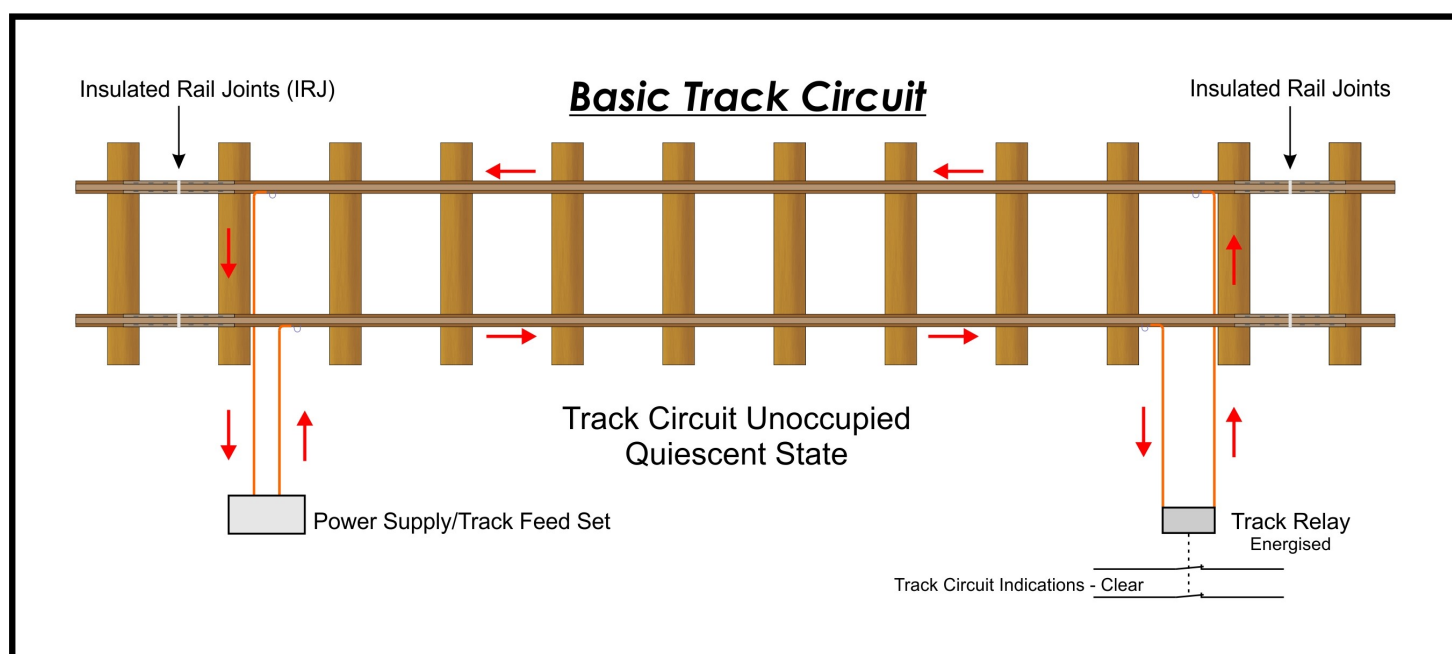 Insulated Rail Joints (IRJ)
Basic Track Circuit
Insulated Rail Joints
Track Circuit Unoccupied
Quiescent State
Power Supply/Track Feed Set
Track Relay
Energised
Track Circuit Indications - Clear